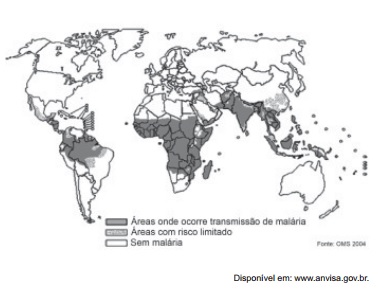 Áreas onde ocorre transmissão de malária
Áreas com risco limitado
Sem malária
Fonte: OMS 2004
Disponível em: www.anvisa.gov.br.